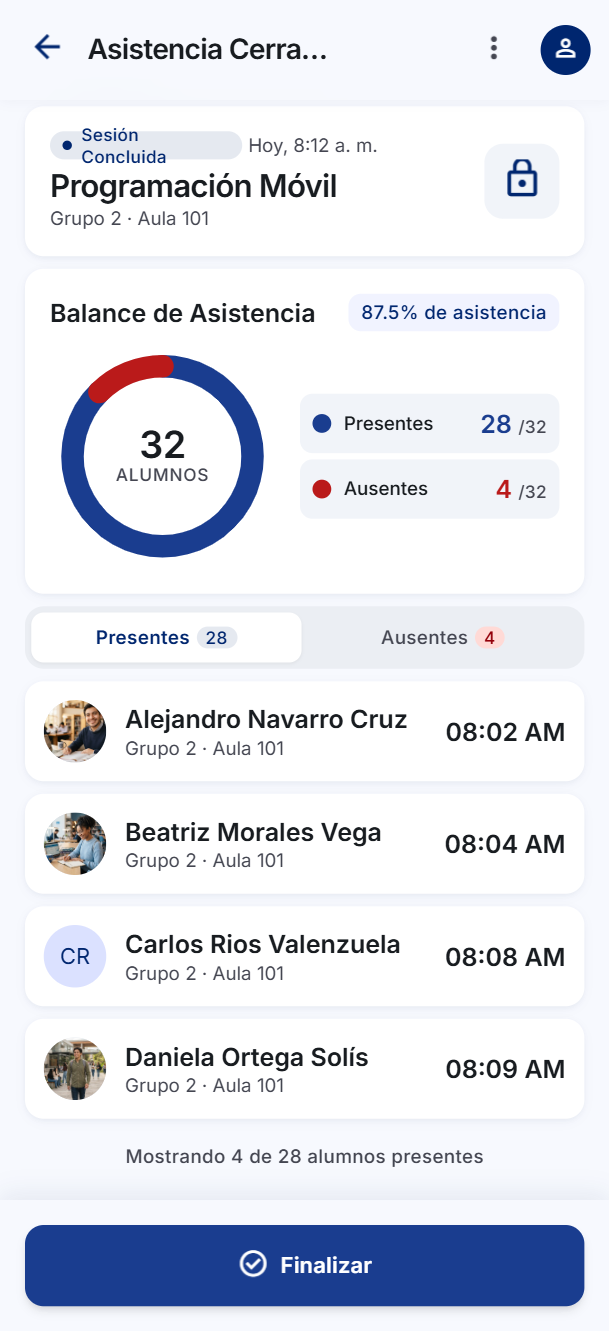 Asistencia Cerra...
Sesión
Concluida
Hoy, 8:12 a. m.
Programación Móvil
Grupo 2 · Aula 101
Balance de Asistencia
87.5% de asistencia
32
ALUMNOS
Presentes 28 /32
Ausentes 4 /32
Presentes 28
Ausentes 4
Alejandro Navarro Cruz
Grupo 2 · Aula 101
08:02 AM
Beatriz Morales Vega
Grupo 2 · Aula 101
08:04 AM
CR
Carlos Rios Valenzuela
Grupo 2 · Aula 101
08:08 AM
Daniela Ortega Solís
Grupo 2 · Aula 101
08:09 AM
Mostrando 4 de 28 alumnos presentes
Finalizar